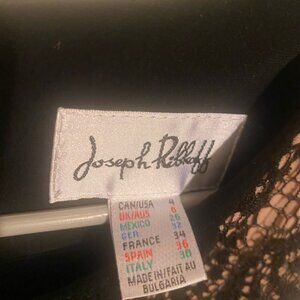 Joseph Ribkoff
CAN/USA 4
UK/AUS 6
MEXICO 26
GER 32
FRANCE 34
SPAIN 36
ITALY 38
MADE IN/FAIT AU
BULGARIA